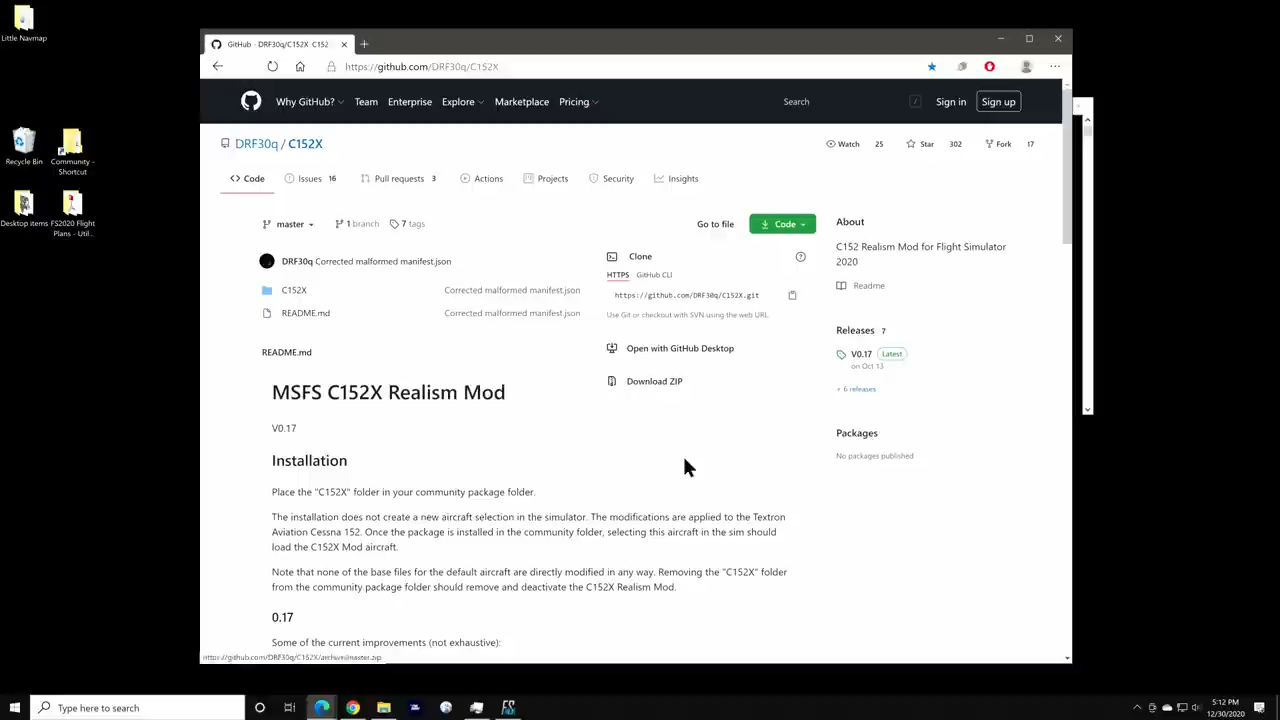 Little Navmap
Recycle Bin
Community -
Shortcut
Desktop items
FS2020 Flight
Plans - Util...
GitHub - DRF30q/C152X C152
https://github.com/DRF30q/C152X
Why GitHub?
Team
Enterprise
Explore
Marketplace
Pricing
Search
/
Sign in
Sign up
DRF30q / C152X
Watch 25
Star 302
Fork 17
Code
Issues 16
Pull requests 3
Actions
Projects
Security
Insights
master
1 branch
7 tags
Go to file
Code
DRF30q Corrected malformed manifest.json
C152X Corrected malformed manifest.json
README.md Corrected malformed manifest.json
Clone
HTTPS GitHub CLI
https://github.com/DRF30q/C152X.git
Use Git or checkout with SVN using the web URL.
Open with GitHub Desktop
Download ZIP
About
C152 Realism Mod for Flight Simulator
2020
Readme
Releases 7
V0.17 Latest
on Oct 13
+ 6 releases
Packages
No packages published
README.md
MSFS C152X Realism Mod
V0.17
Installation
Place the "C152X" folder in your community package folder.
The installation does not create a new aircraft selection in the simulator. The modifications are applied to the Textron
Aviation Cessna 152. Once the package is installed in the community folder, selecting this aircraft in the sim should
load the C152X Mod aircraft.
Note that none of the base files for the default aircraft are directly modified in any way. Removing the "C152X" folder
from the community package folder should remove and deactivate the C152X Realism Mod.
0.17
Some of the current improvements (not exhaustive):
https://github.com/DRF30q/C152X/archive/master.zip
Type here to search
5:12 PM
12/30/2020